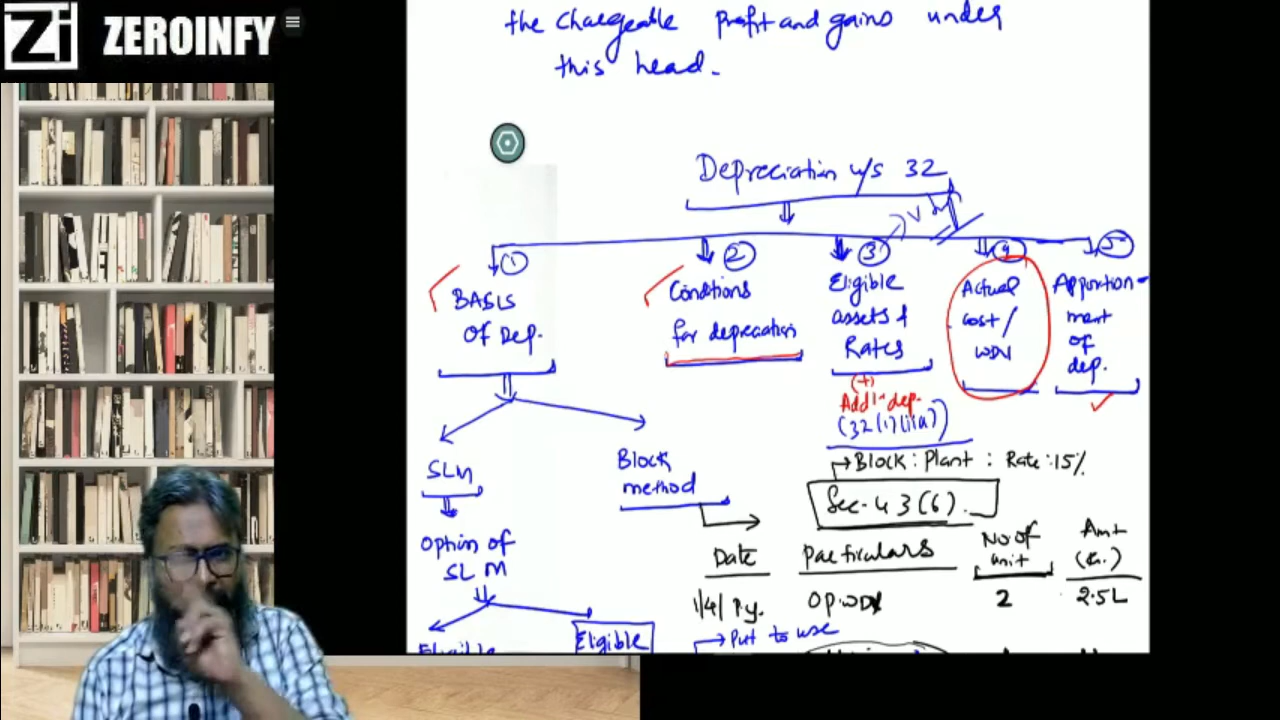 Zi ZEROINFY
the chargeable profit and gains under
this head.
Depreciation u/s 32
① ② ③ ④ ⑤
BASIS
of Dep.
Conditions
for depreciation
Eligible
assets &
Rates
(+)
Addl. dep.
(32(1)(iia))
Actual
cost/
WDV
Apportion-
ment
of
dep.
SLM
Block
method
Block: Plant : Rate: 15%
Sec. 43(6).
Option of
SLM
Date Particulars No of unit Amt
1/4/Py. Op.WDV 2 2.5L
Eligible
Put to use